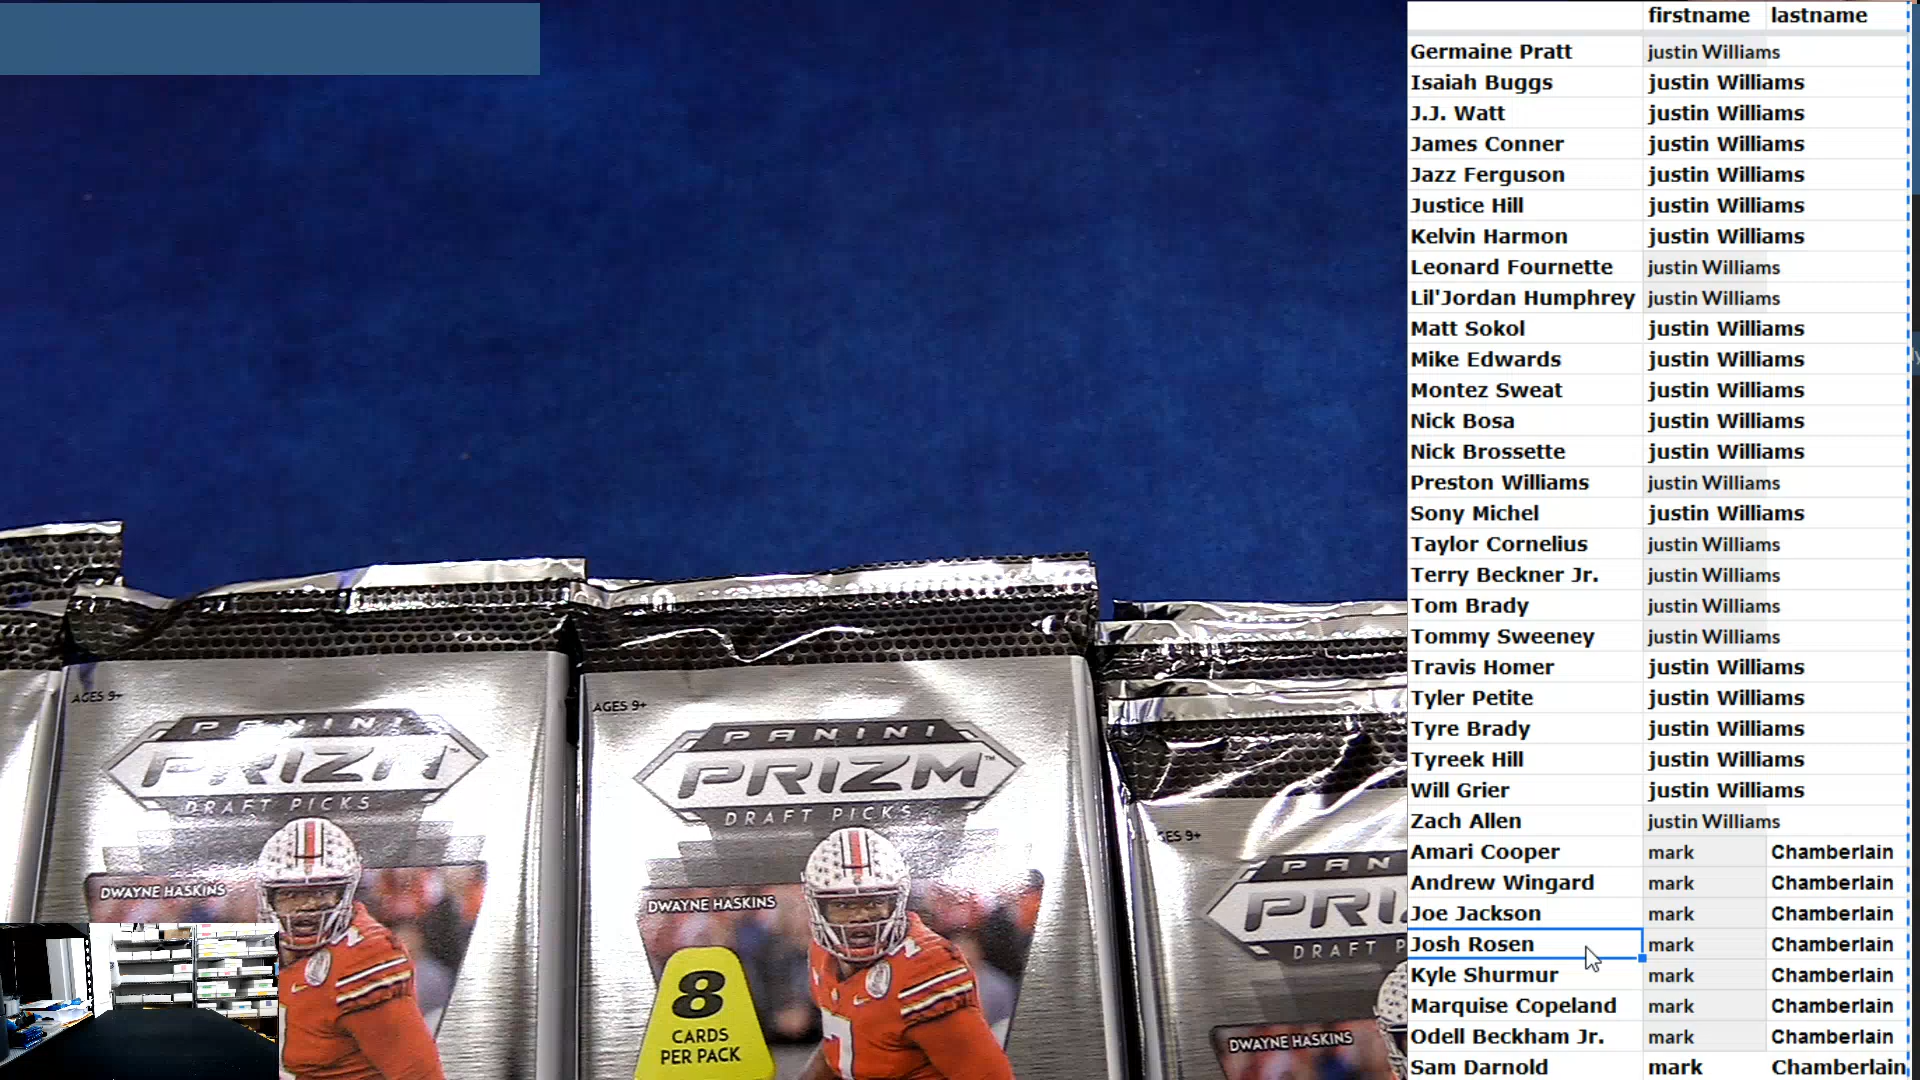 firstname lastname
Germaine Pratt justin Williams
Isaiah Buggs justin Williams
J.J. Watt justin Williams
James Conner justin Williams
Jazz Ferguson justin Williams
Justice Hill justin Williams
Kelvin Harmon justin Williams
Leonard Fournette justin Williams
Lil'Jordan Humphrey justin Williams
Matt Sokol justin Williams
Mike Edwards justin Williams
Montez Sweat justin Williams
Nick Bosa justin Williams
Nick Brossette justin Williams
Preston Williams justin Williams
Sony Michel justin Williams
Taylor Cornelius justin Williams
Terry Beckner Jr. justin Williams
Tom Brady justin Williams
Tommy Sweeney justin Williams
Travis Homer justin Williams
Tyler Petite justin Williams
Tyre Brady justin Williams
Tyreek Hill justin Williams
Will Grier justin Williams
Zach Allen justin Williams
Amari Cooper mark Chamberlain
Andrew Wingard mark Chamberlain
Joe Jackson mark Chamberlain
Josh Rosen mark Chamberlain
Kyle Shurmur mark Chamberlain
Marquise Copeland mark Chamberlain
Odell Beckham Jr. mark Chamberlain
Sam Darnold mark Chamberlain
AGES 9+
PANINI
PRIZM™
DRAFT PICKS
DWAYNE HASKINS
AGES 9+
PANINI
PRIZM™
DRAFT PICKS
DWAYNE HASKINS
8
CARDS
PER PACK
GES 9+
PAN
PRI
DRAFT P
DWAYNE HASKINS